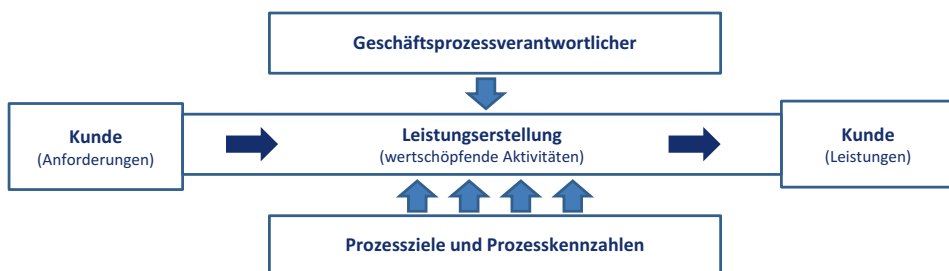 Geschäftsprozessverantwortlicher
Kunde
(Anforderungen)
Leistungserstellung
(wertschöpfende Aktivitäten)
Kunde
(Leistungen)
Prozessziele und Prozesskennzahlen